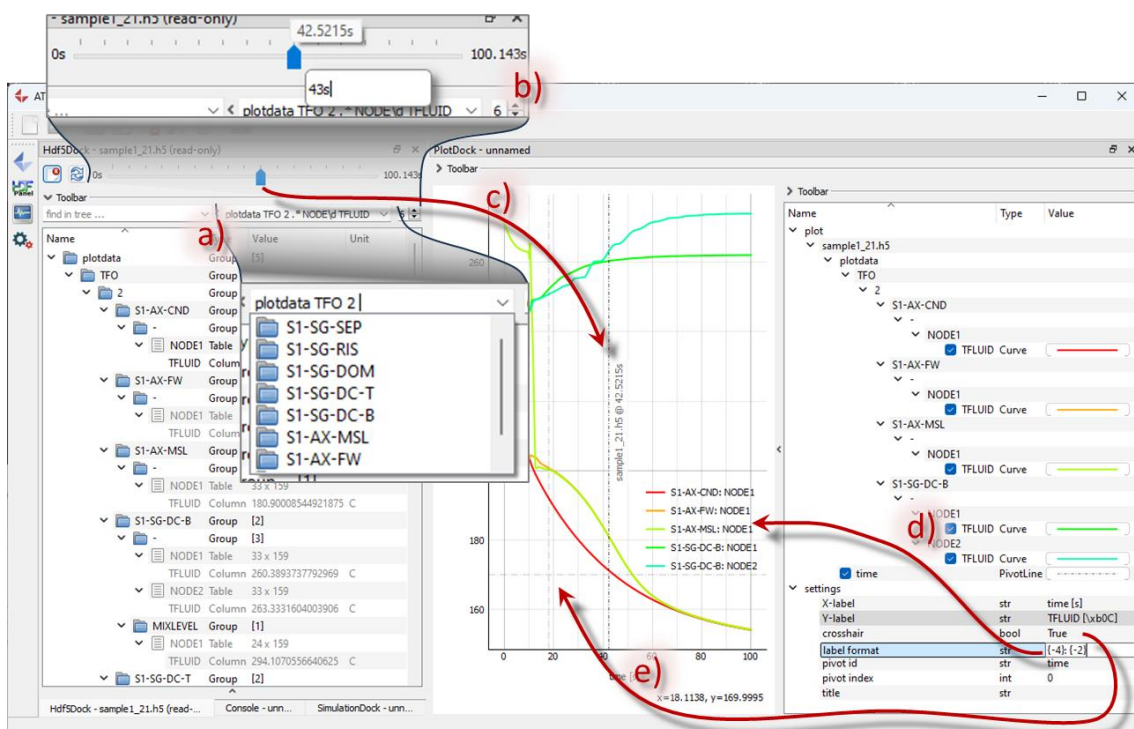 - sample1_21.h5 (read-only)
42.5215s
0s
100.143s
43s
b)
plotdata TFO 2 .* NODE\d TFLUID
6
AT
Hdf5Dock - sample1_21.h5 (read-only)
PlotDock - unnamed
0s
100.143s
Toolbar
Toolbar
Toolbar
find in tree ...
plotdata TFO 2 .* NODE\d TFLUID
6
a)
c)
Name Value Unit
plotdata Group [5]
TFO Group
2 Group
S1-AX-CND Group
- Group
NODE1 Table
TFLUID Colum
S1-AX-FW Group
- Group
NODE1 Table
TFLUID Colum
S1-AX-MSL Group
- Group
NODE1 Table 33 x 159
TFLUID Column 180.90008544921875 C
S1-SG-DC-B Group [2]
- Group [3]
NODE1 Table 33 x 159
TFLUID Column 260.3893737792969 C
NODE2 Table 33 x 159
TFLUID Column 263.3331604003906 C
MIXLEVEL Group [1]
NODE1 Table 24 x 159
TFLUID Column 294.1070556640625 C
S1-SG-DC-T Group [2]
Hdf5Dock - sample1_21.h5 (read-...
Console - unn...
SimulationDock - unn...
plotdata TFO 2
S1-SG-SEP
S1-SG-RIS
S1-SG-DOM
S1-SG-DC-T
S1-SG-DC-B
S1-AX-MSL
S1-AX-FW
260
180
160
0 20 40 60 80 100
time [s]
sample1_21.h5 @ 42.5215s
S1-AX-CND: NODE1
S1-AX-FW: NODE1
S1-AX-MSL: NODE1
S1-SG-DC-B: NODE1
S1-SG-DC-B: NODE2
e)
x=18.1138, y=169.9995
Name Type Value
plot
sample1_21.h5
plotdata
TFO
2
S1-AX-CND
-
NODE1
TFLUID Curve
S1-AX-FW
-
NODE1
TFLUID Curve
S1-AX-MSL
-
NODE1
TFLUID Curve
S1-SG-DC-B
-
NODE1
d)
TFLUID Curve
NODE2
TFLUID Curve
time PivotLine
settings
X-label str time [s]
Y-label str TFLUID [\xb0C]
crosshair bool True
label format str {-4}: {-2}
pivot id str time
pivot index int 0
title str